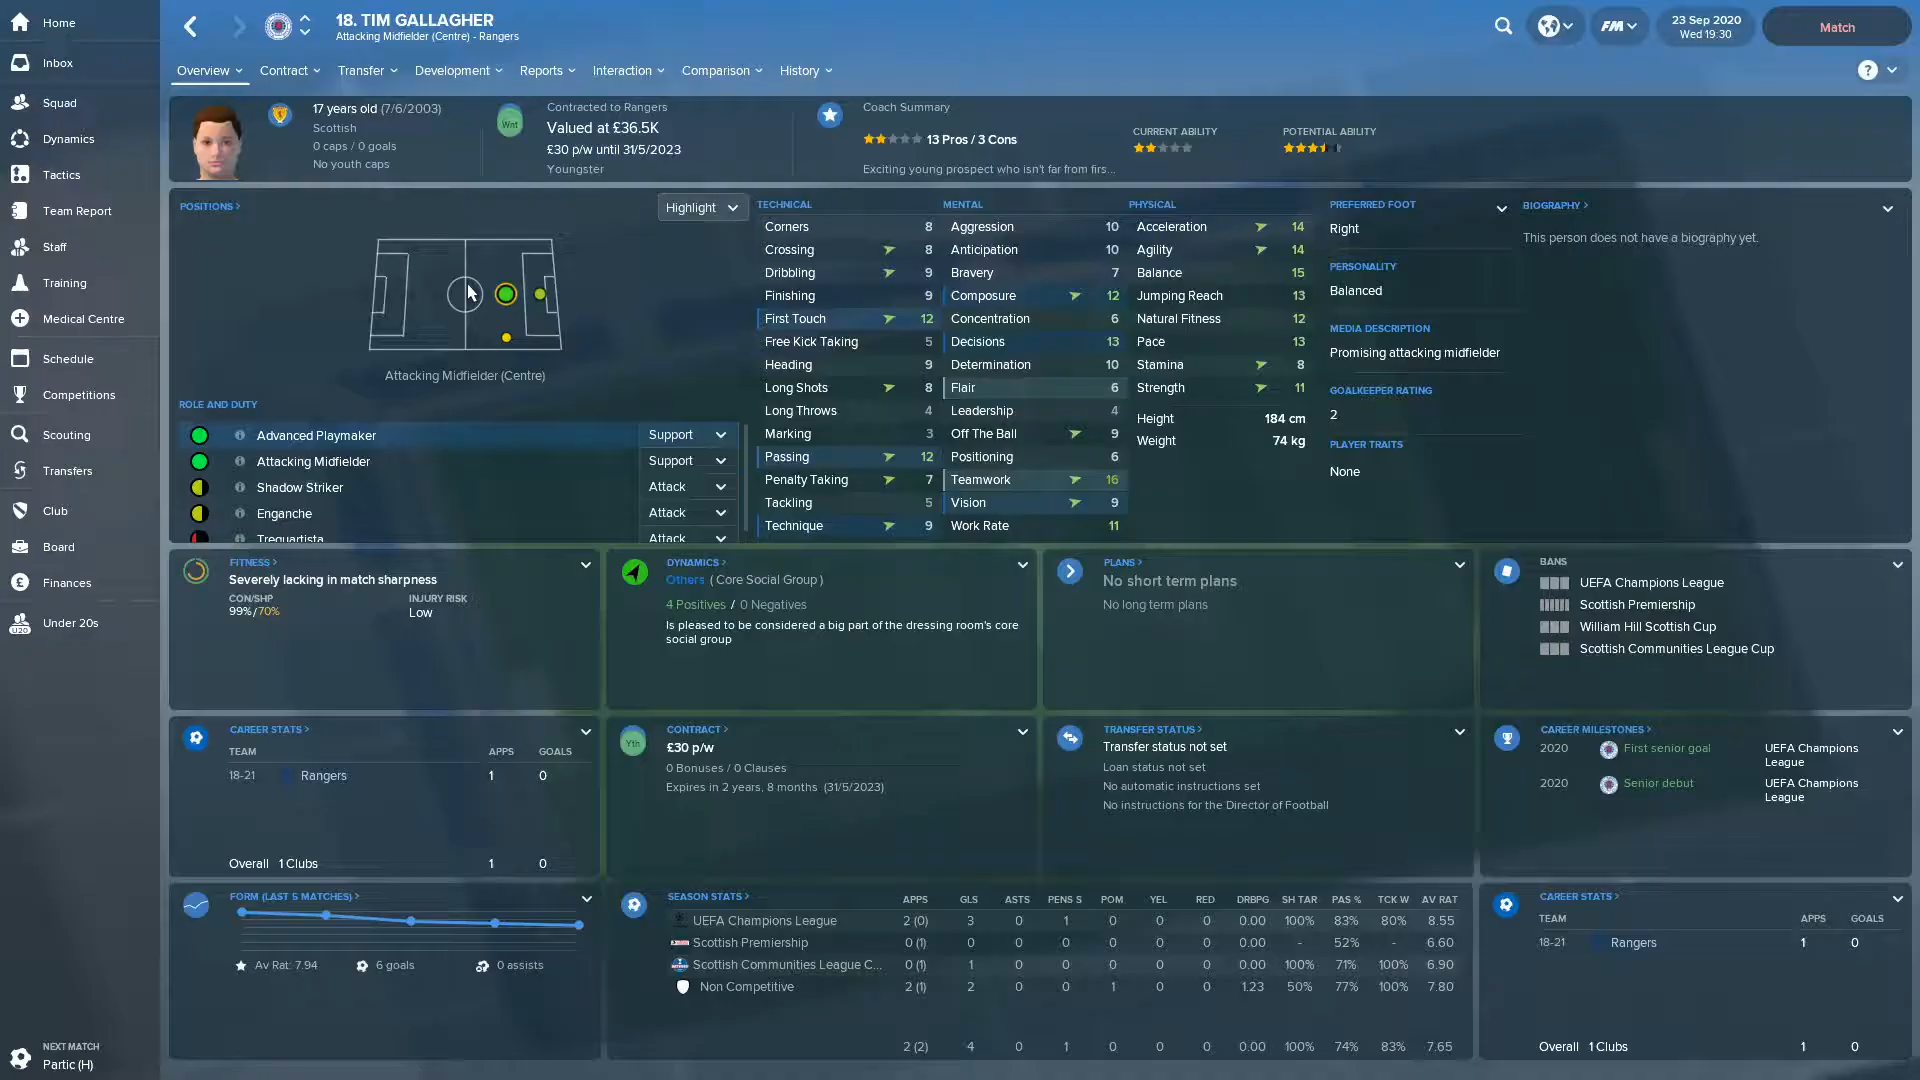 Home
Inbox
Squad
Dynamics
Tactics
Team Report
Staff
Training
Medical Centre
Schedule
Competitions
Scouting
Transfers
Club
Board
Finances
Under 20s
U20
NEXT MATCH
Partic (H)
18. TIM GALLAGHER
Attacking Midfielder (Centre) - Rangers
FM
23 Sep 2020
Wed 19:30
Match
Overview
Contract
Transfer
Development
Reports
Interaction
Comparison
History
?
17 years old (7/6/2003)
Scottish
0 caps / 0 goals
No youth caps
Wnt
Contracted to Rangers
Valued at £36.5K
£30 p/w until 31/5/2023
Youngster
Coach Summary
13 Pros / 3 Cons
Exciting young prospect who isn't far from firs...
CURRENT ABILITY
POTENTIAL ABILITY
POSITIONS >
Highlight
Attacking Midfielder (Centre)
ROLE AND DUTY
Advanced Playmaker Support
Attacking Midfielder Support
Shadow Striker Attack
Enganche Attack
Trequartista Attack
TECHNICAL
Corners 8
Crossing 8
Dribbling 9
Finishing 9
First Touch 12
Free Kick Taking 5
Heading 9
Long Shots 8
Long Throws 4
Marking 3
Passing 12
Penalty Taking 7
Tackling 5
Technique 9
MENTAL
Aggression 10
Anticipation 10
Bravery 7
Composure 12
Concentration 6
Decisions 13
Determination 10
Flair 6
Leadership 4
Off The Ball 9
Positioning 6
Teamwork 16
Vision 9
Work Rate 11
PHYSICAL
Acceleration 14
Agility 14
Balance 15
Jumping Reach 13
Natural Fitness 12
Pace 13
Stamina 8
Strength 11
Height 184 cm
Weight 74 kg
PREFERRED FOOT
Right
PERSONALITY
Balanced
MEDIA DESCRIPTION
Promising attacking midfielder
GOALKEEPER RATING
2
PLAYER TRAITS
None
BIOGRAPHY >
This person does not have a biography yet.
FITNESS >
Severely lacking in match sharpness
CON/SHP INJURY RISK
99%/70% Low
DYNAMICS >
Others ( Core Social Group )
4 Positives / 0 Negatives
Is pleased to be considered a big part of the dressing room's core
social group
PLANS >
No short term plans
No long term plans
BANS
UEFA Champions League
Scottish Premiership
William Hill Scottish Cup
Scottish Communities League Cup
CAREER STATS >
TEAM APPS GOALS
18-21 Rangers 1 0
Overall 1 Clubs 1 0
Yth
CONTRACT >
£30 p/w
0 Bonuses / 0 Clauses
Expires in 2 years, 8 months (31/5/2023)
TRANSFER STATUS >
Transfer status not set
Loan status not set
No automatic instructions set
No instructions for the Director of Football
CAREER MILESTONES >
2020 First senior goal UEFA Champions
League
2020 Senior debut UEFA Champions
League
FORM (LAST 5 MATCHES) >
Av Rat: 7.94 6 goals 0 assists
SEASON STATS > APPS GLS ASTS PENS S POM YEL RED DRBPG SH TAR PAS % TCK W AV RAT
UEFA Champions League 2 (0) 3 0 1 0 0 0 0.00 100% 83% 80% 8.55
Scottish Premiership 0 (1) 0 0 0 0 0 0 0.00 - 52% - 6.60
Scottish Communities League C... 0 (1) 1 0 0 0 0 0 0.00 100% 71% 100% 6.90
Non Competitive 2 (1) 2 0 0 1 0 0 1.23 50% 77% 100% 7.80
2 (2) 4 0 1 0 0 0 0.00 100% 74% 83% 7.65
CAREER STATS >
TEAM APPS GOALS
18-21 Rangers 1 0
Overall 1 Clubs 1 0